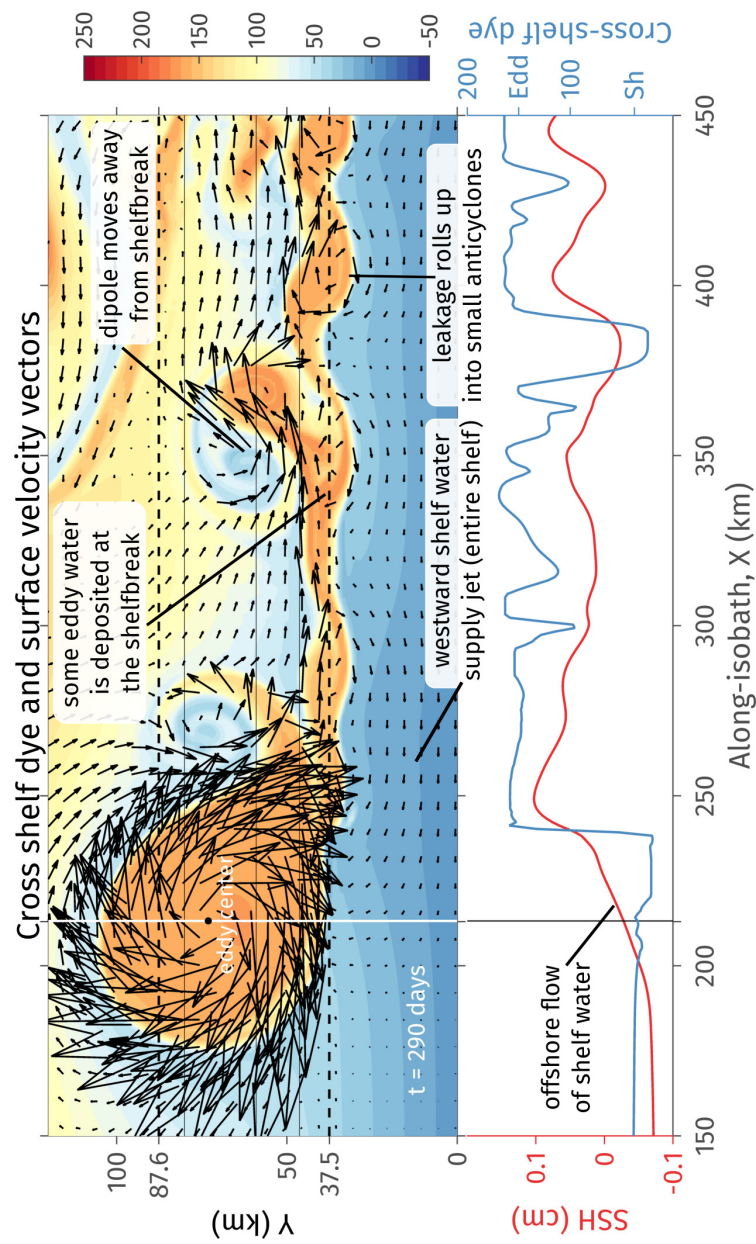 Cross shelf dye and surface velocity vectors
some eddy water
is deposited at
the shelfbreak
dipole moves away
from shelfbreak
eddy center
t = 290 days
westward shelf water
supply jet (entire shelf)
leakage rolls up
into small anticyclones
Y (km)
100
87.6
50
37.5
0
250
200
150
100
50
0
-50
offshore flow
of shelf water
SSH (cm)
0.1
0
-0.1
Cross-shelf dye
200
Edd
100
Sh
150
200
250
300
350
400
450
Along-isobath, X (km)